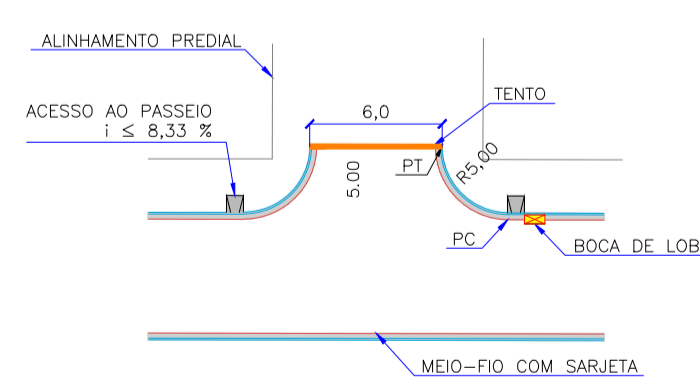 ALINHAMENTO PREDIAL
TENTO
6,0
ACESSO AO PASSEIO
i ≤ 8,33 %
PT
R5,00
5.00
PC
BOCA DE LOB
MEIO-FIO COM SARJETA